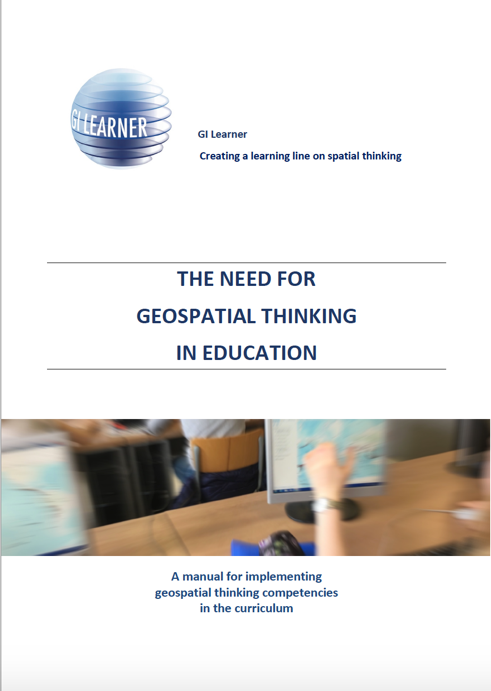 GI LEARNER
GI Learner
Creating a learning line on spatial thinking
THE NEED FOR
GEOSPATIAL THINKING
IN EDUCATION
A manual for implementing
geospatial thinking competencies
in the curriculum